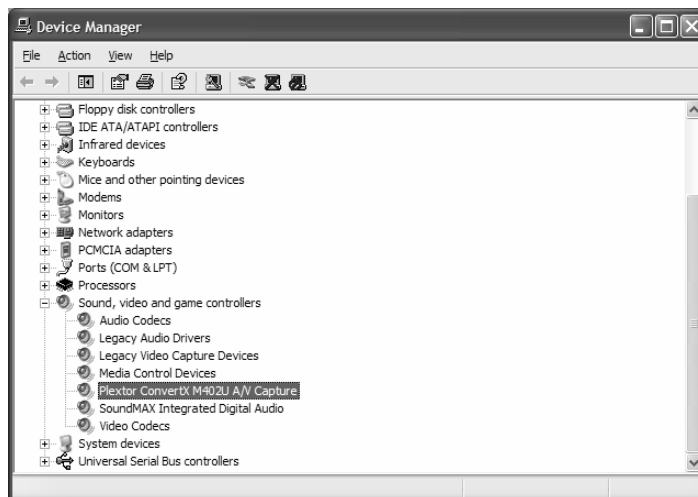 Device Manager
File Action View Help
Floppy disk controllers
IDE ATA/ATAPI controllers
Infrared devices
Keyboards
Mice and other pointing devices
Modems
Monitors
Network adapters
PCMCIA adapters
Ports (COM & LPT)
Processors
Sound, video and game controllers
Audio Codecs
Legacy Audio Drivers
Legacy Video Capture Devices
Media Control Devices
Plextor ConvertX M402U A/V Capture
SoundMAX Integrated Digital Audio
Video Codecs
System devices
Universal Serial Bus controllers